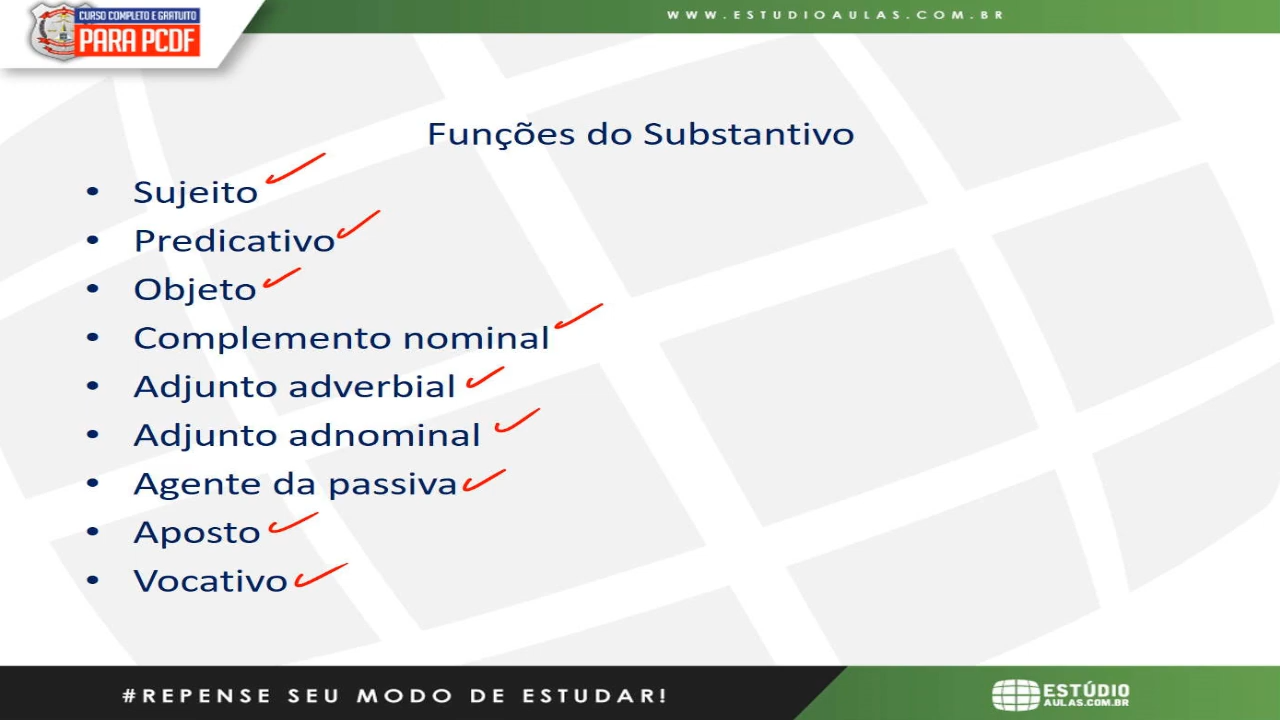 CURSO COMPLETO E GRATUITO
PARA PCDF
WWW.ESTUDIOAULAS.COM.BR
Funções do Substantivo
• Sujeito
• Predicativo
• Objeto
• Complemento nominal
• Adjunto adverbial
• Adjunto adnominal
• Agente da passiva
• Aposto
• Vocativo
#REPENSE SEU MODO DE ESTUDAR!
ESTÚDIO
AULAS.COM.BR